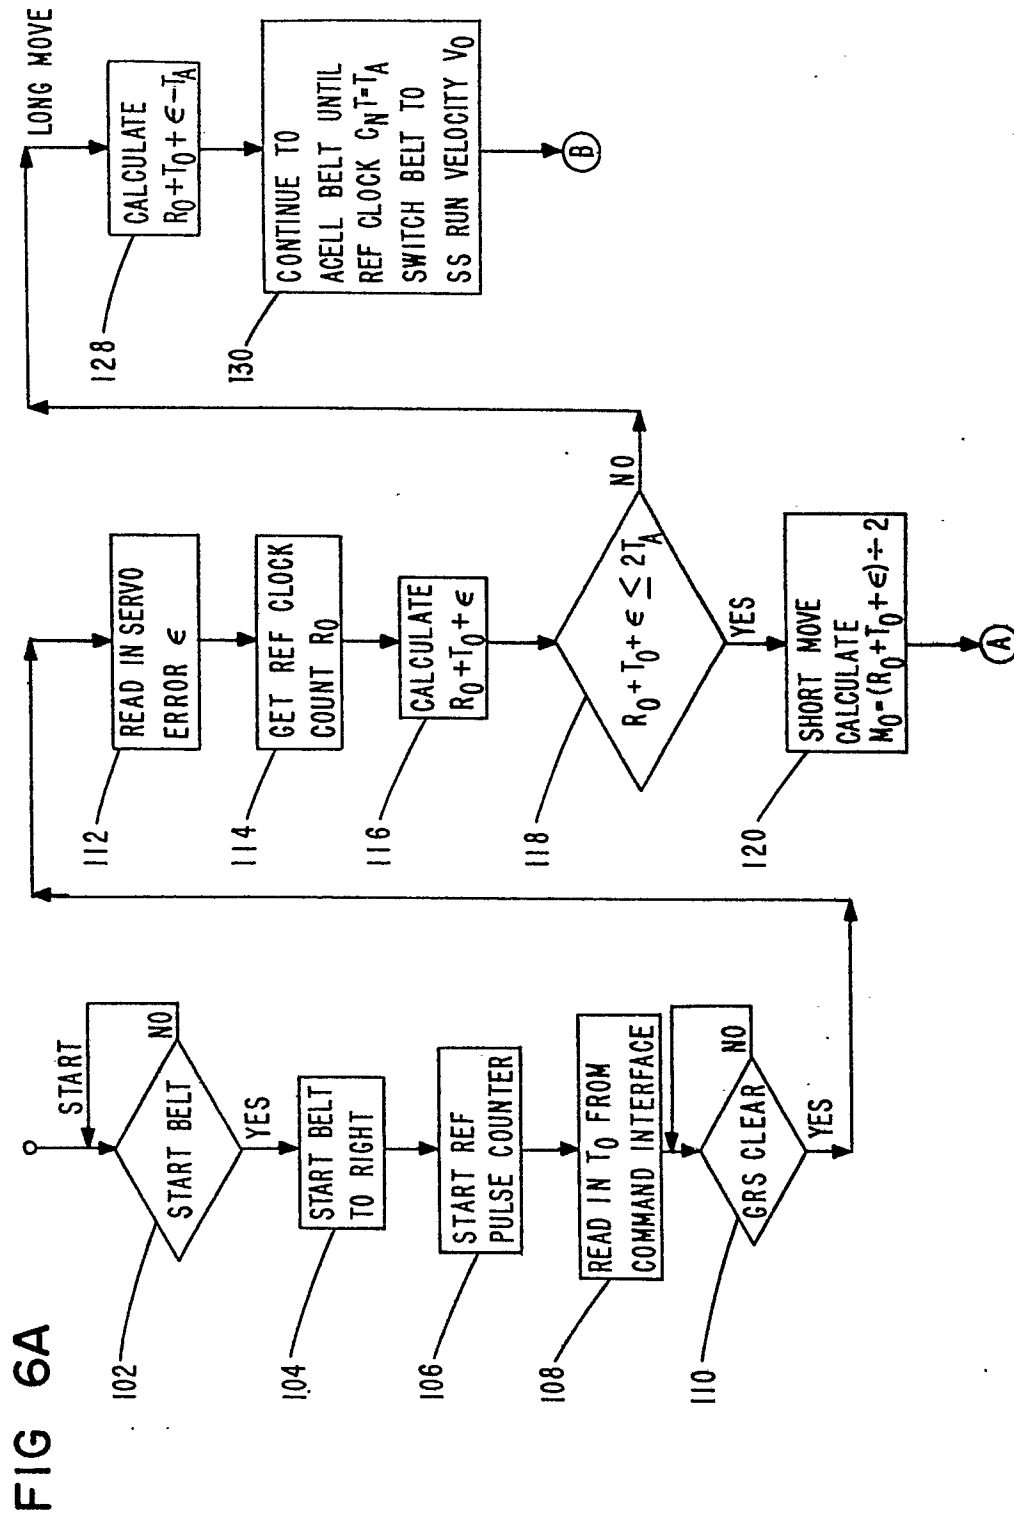 FIG 6A
START
102
START BELT
NO
YES
104
START BELT
TO RIGHT
106
START REF
PULSE COUNTER
108
READ IN T₀ FROM
COMMAND INTERFACE
110
GRS CLEAR
NO
YES
112
READ IN SERVO
ERROR ϵ
114
GET REF CLOCK
COUNT R₀
116
CALCULATE
R₀+T₀+ϵ
118
R₀+T₀+ϵ ≤ 2T_A
NO
YES
120
SHORT MOVE
CALCULATE
M₀=(R₀+T₀+ϵ)÷2
A
LONG MOVE
128
CALCULATE
R₀+T₀+ϵ-T_A
130
CONTINUE TO
ACELL BELT UNTIL
REF CLOCK C_NT=T_A
SWITCH BELT TO
SS RUN VELOCITY V₀
B